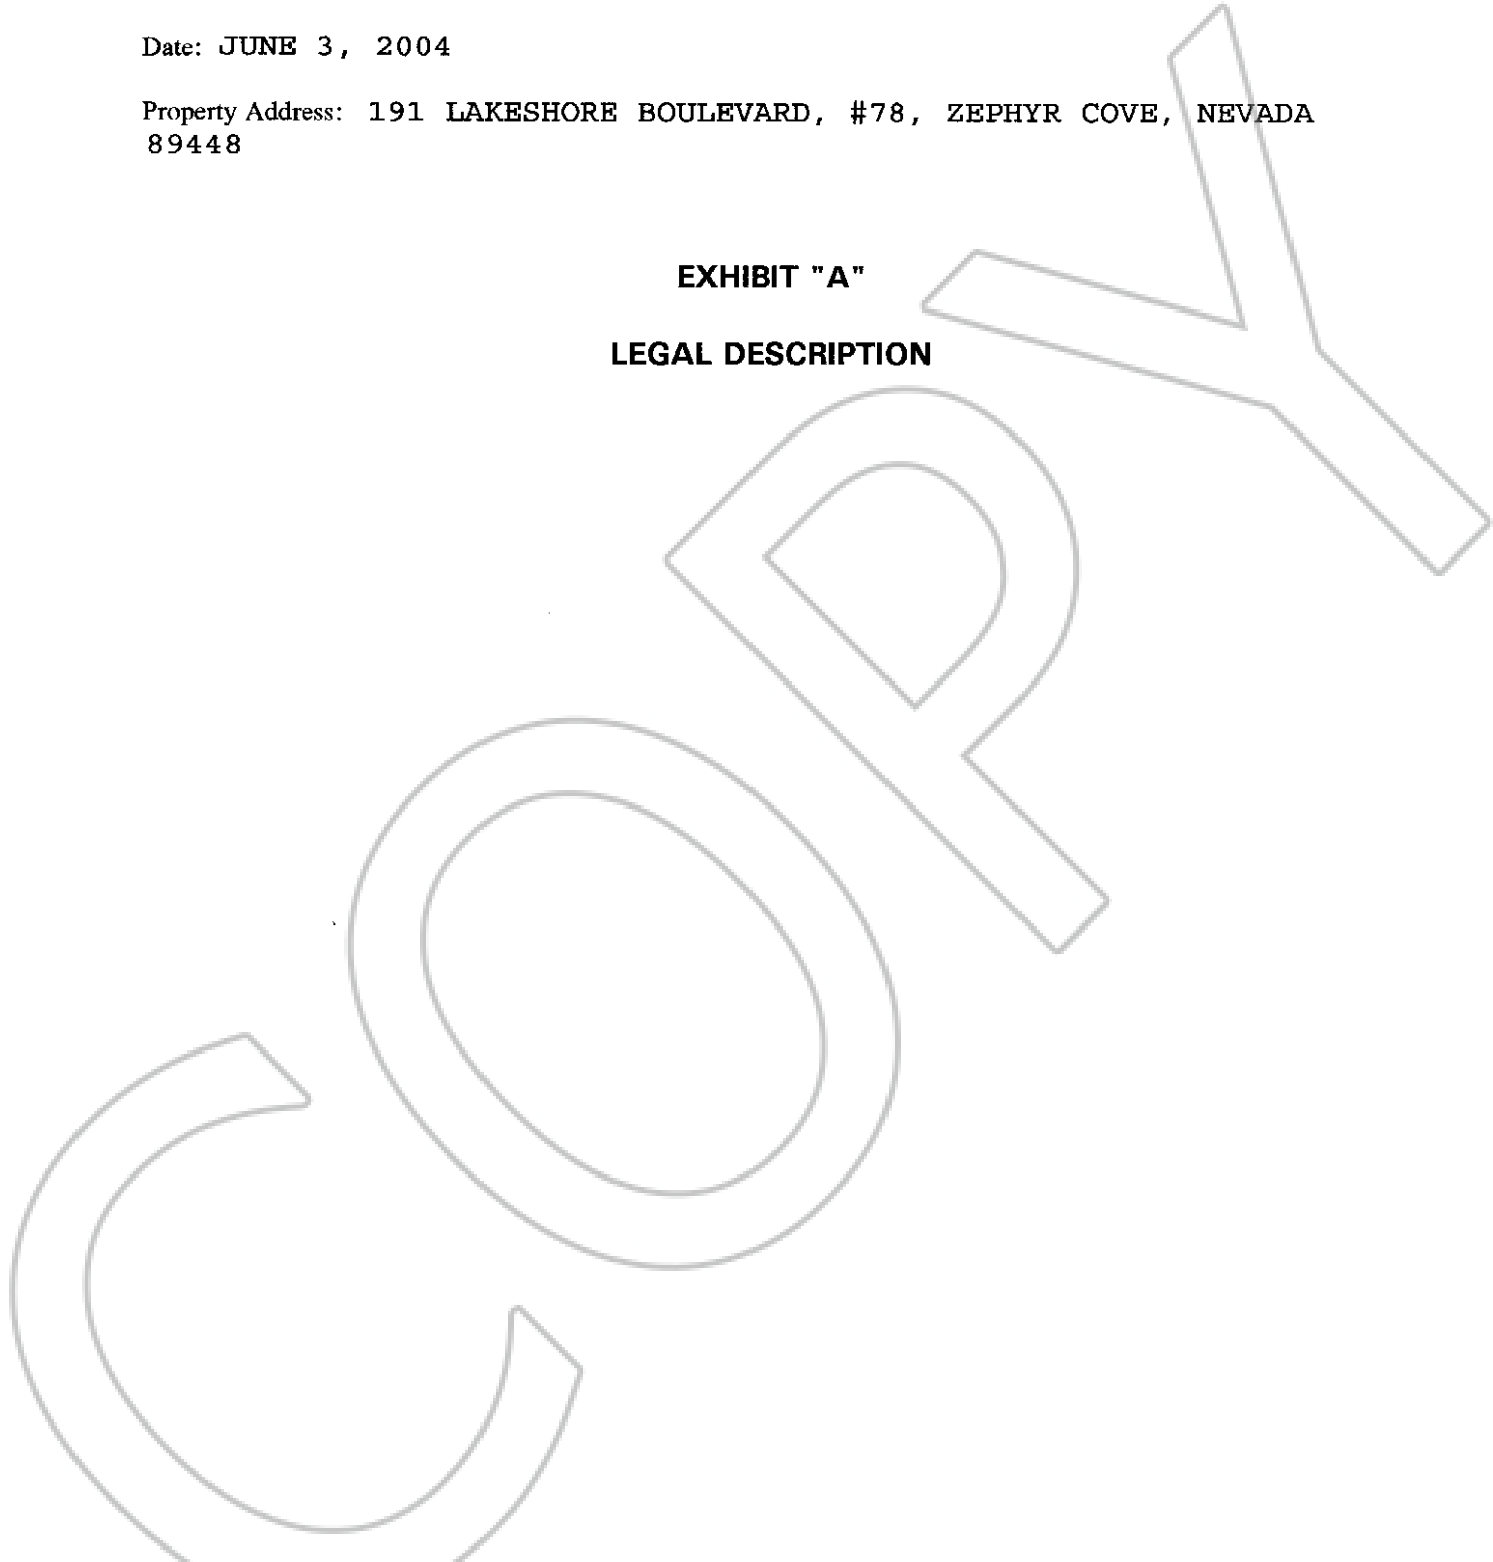 Date: JUNE 3, 2004
Property Address: 191 LAKESHORE BOULEVARD, #78, ZEPHYR COVE, NEVADA
89448
EXHIBIT "A"
LEGAL DESCRIPTION
COPY